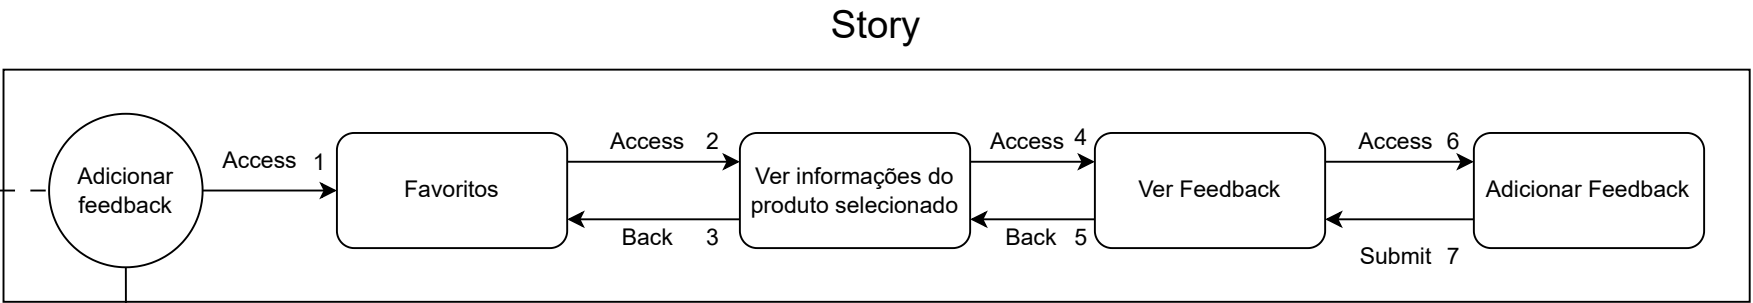 Story
Adicionar
feedback
Access 1
Favoritos
Access 2
Back 3
Ver informações do
produto selecionado
Access 4
Back 5
Ver Feedback
Access 6
Submit 7
Adicionar Feedback